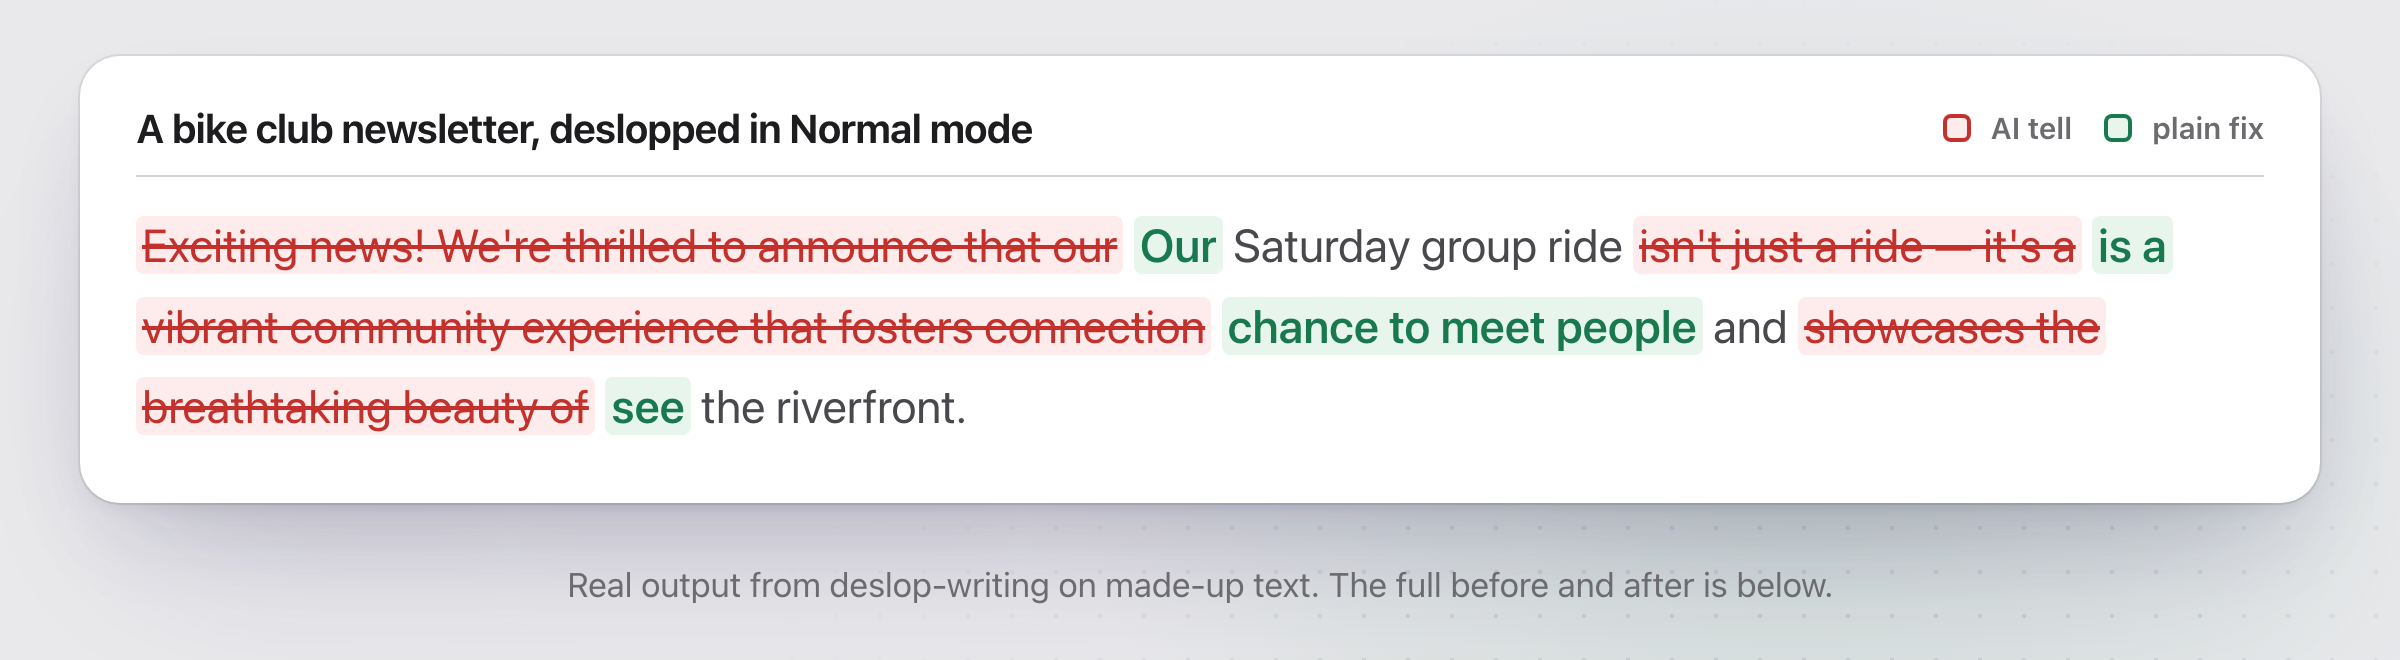 A bike club newsletter, deslopped in Normal mode
AI tell plain fix
Exciting news! We're thrilled to announce that our Our Saturday group ride isn't just a ride — it's a is a
vibrant community experience that fosters connection chance to meet people and showcases the
breathtaking beauty of see the riverfront.
Real output from deslop-writing on made-up text. The full before and after is below.